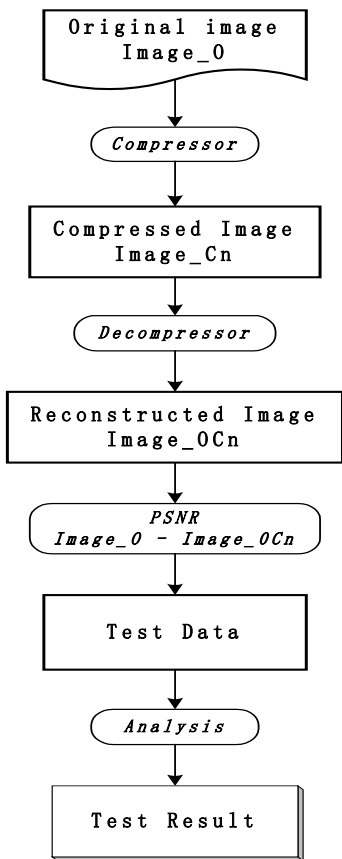 Original image
Image_O
Compressor
Compressed Image
Image_Cn
Decompressor
Reconstructed Image
Image_OCn
PSNR
Image_O - Image_OCn
Test Data
Analysis
Test Result